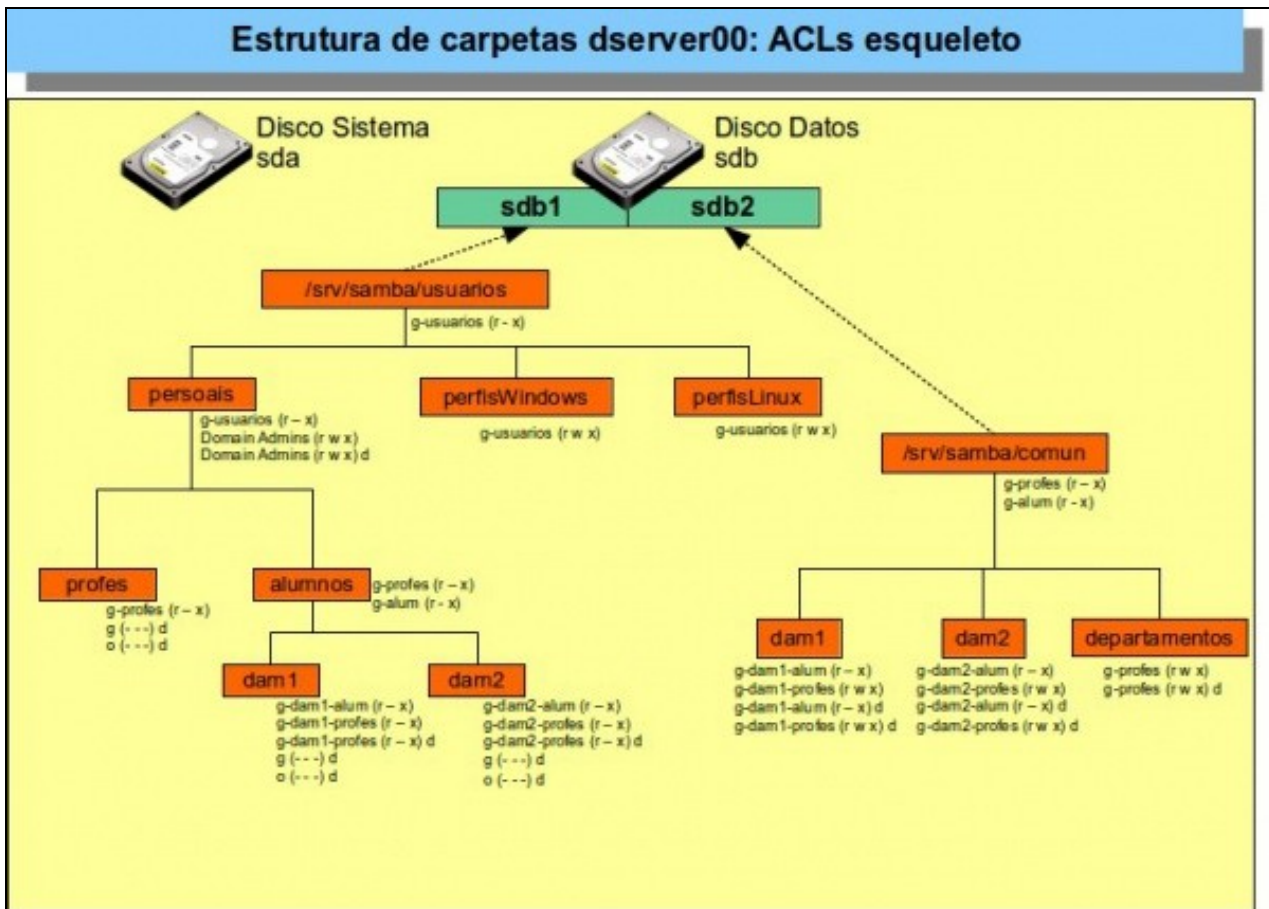 Estrutura de carpetas dserver00: ACLs esqueleto
Disco Sistema
sda
Disco Datos
sdb
sdb1
sdb2
/srv/samba/usuarios
g-usuarios (r - x)
persoais
g-usuarios (r – x)
Domain Admins (r w x)
Domain Admins (r w x) d
perfisWindows
g-usuarios (r w x)
perfisLinux
g-usuarios (r w x)
/srv/samba/comun
g-profes (r – x)
g-alum (r - x)
profes
g-profes (r – x)
g (- - -) d
o (- - -) d
alumnos
g-profes (r – x)
g-alum (r - x)
dam1
g-dam1-alum (r – x)
g-dam1-profes (r – x)
g-dam1-profes (r – x) d
g (- - -) d
o (- - -) d
dam2
g-dam2-alum (r – x)
g-dam2-profes (r – x)
g-dam2-profes (r – x) d
g (- - -) d
o (- - -) d
dam1
g-dam1-alum (r – x)
g-dam1-profes (r w x)
g-dam1-alum (r – x) d
g-dam1-profes (r w x) d
dam2
g-dam2-alum (r – x)
g-dam2-profes (r w x)
g-dam2-alum (r – x) d
g-dam2-profes (r w x) d
departamentos
g-profes (r w x)
g-profes (r w x) d